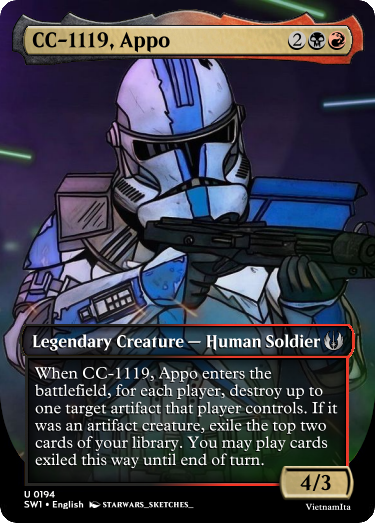 CC–1119, Appo 2
Legendary Creature — Human Soldier
When CC-1119, Appo enters the
battlefield, for each player, destroy up to
one target artifact that player controls. If it
was an artifact creature, exile the top two
cards of your library. You may play cards
exiled this way until end of turn.
4/3
U 0194
SW1 • English STARWARS_SKETCHES_
VietnamIta